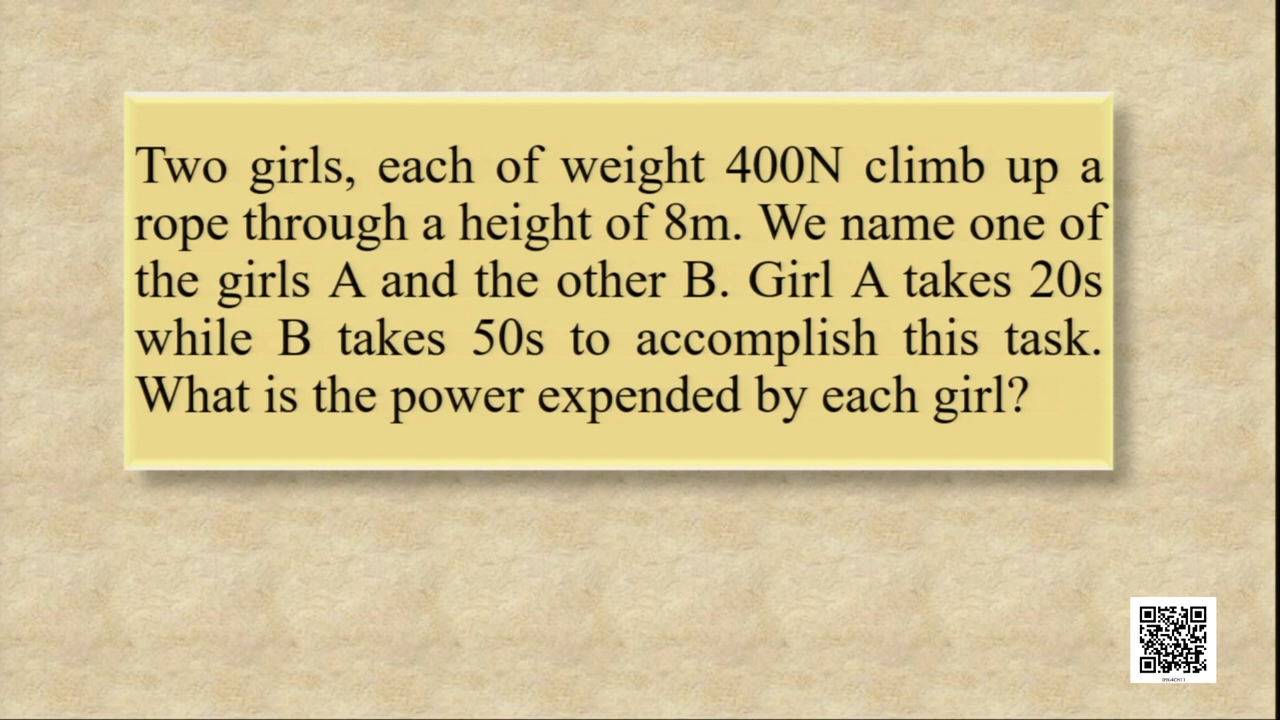 Two girls, each of weight 400N climb up a
rope through a height of 8m. We name one of
the girls A and the other B. Girl A takes 20s
while B takes 50s to accomplish this task.
What is the power expended by each girl?